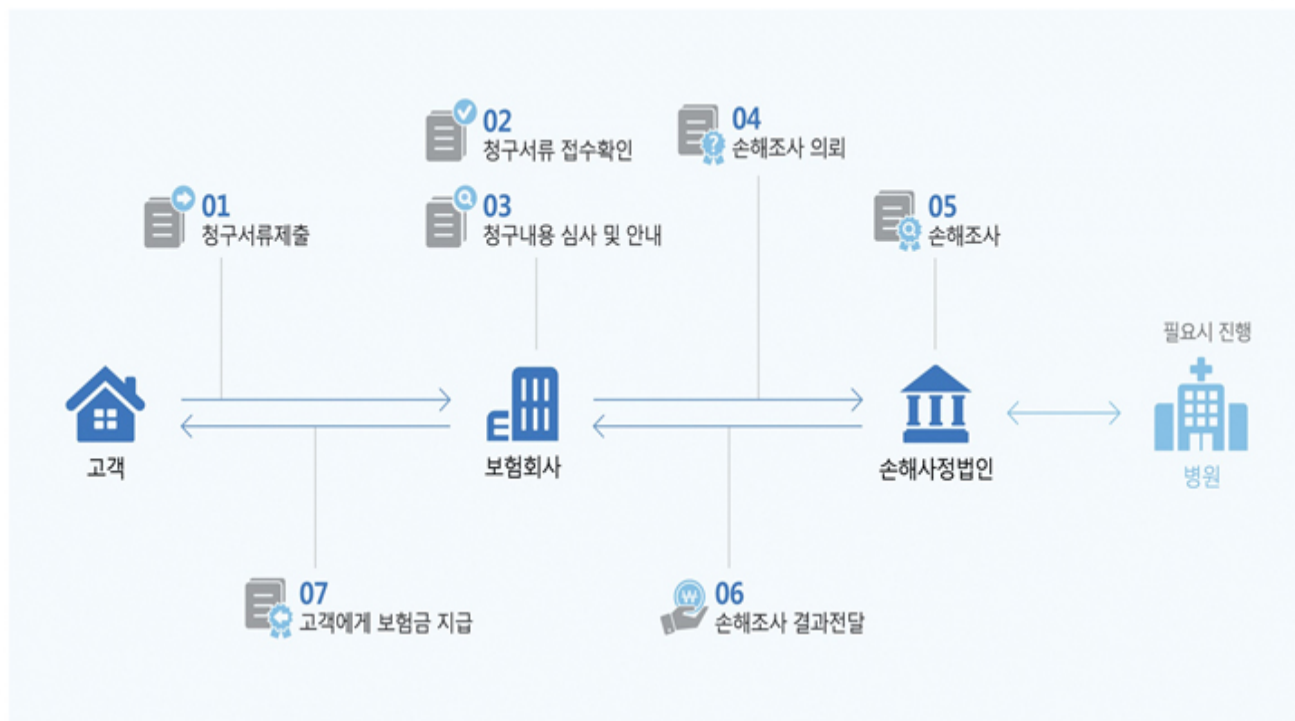 01
청구서류제출
02
청구서류 접수확인
03
청구내용 심사 및 안내
04
손해조사 의뢰
05
손해조사
필요시 진행
고객
보험회사
손해사정법인
병원
07
고객에게 보험금 지급
₩
06
손해조사 결과전달